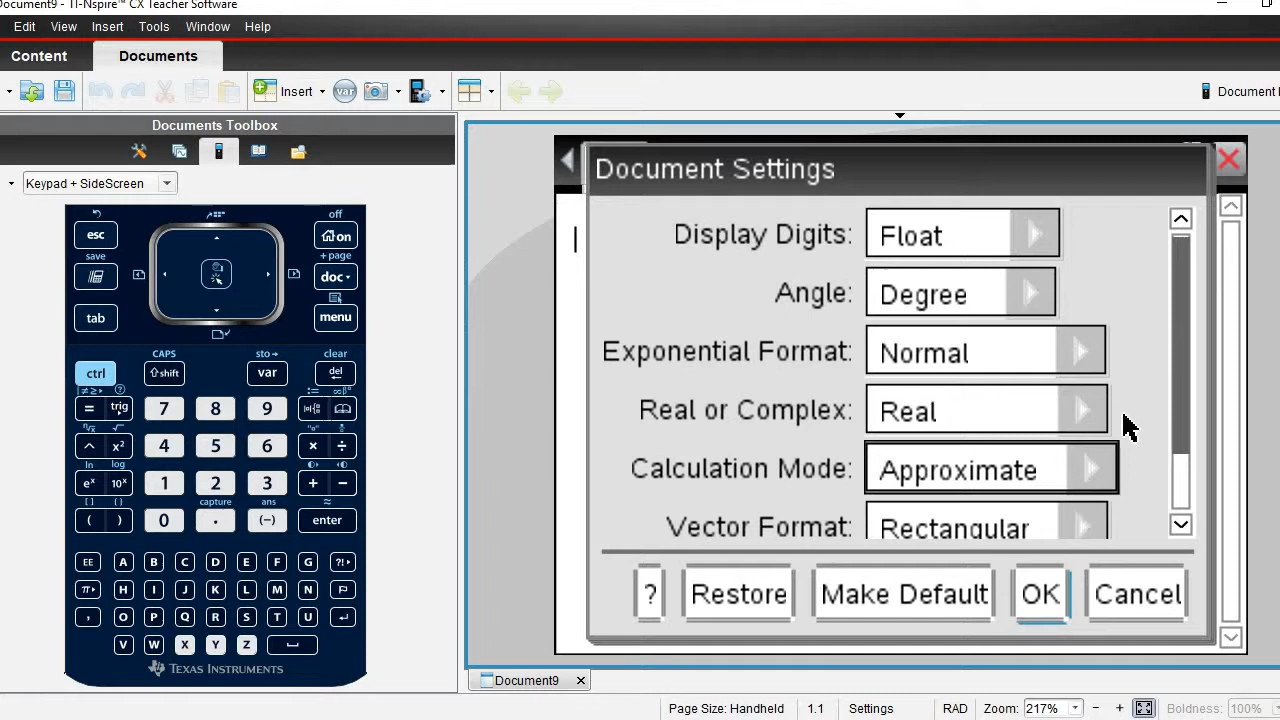 Document9 - TI-Nspire™ CX Teacher Software
Edit View Insert Tools Window Help
Content Documents
Insert var Document
Documents Toolbox
Keypad + SideScreen
off
esc on
save + page
doc
tab menu
CAPS sto→ clear
ctrl shift var del
= trig 7 8 9
^ x² 4 5 6 × ÷
ln log
eˣ 10ˣ 1 2 3 + −
[ ] { } capture ans ≈
( ) 0 . (−) enter
EE A B C D E F G ?!▸
π▸ H I J K L M N
, O P Q R S T U
V W X Y Z
TEXAS INSTRUMENTS
Document Settings
Display Digits: Float
Angle: Degree
Exponential Format: Normal
Real or Complex: Real
Calculation Mode: Approximate
Vector Format: Rectangular
? Restore Make Default OK Cancel
Document9
Page Size: Handheld 1.1 Settings RAD Zoom: 217% − + Boldness: 100%